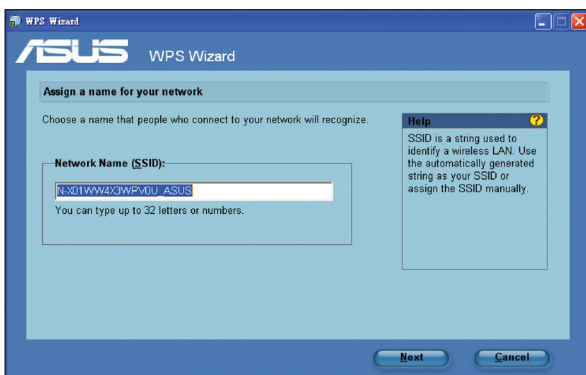 WPS Wizard
ASUS WPS Wizard
Assign a name for your network
Choose a name that people who connect to your network will recognize.
Network Name (SSID):
N-X01WW4X3WPV0U_ASUS
You can type up to 32 letters or numbers.
Help
SSID is a string used to
identify a wireless LAN. Use
the automatically generated
string as your SSID or
assign the SSID manually.
Next Cancel